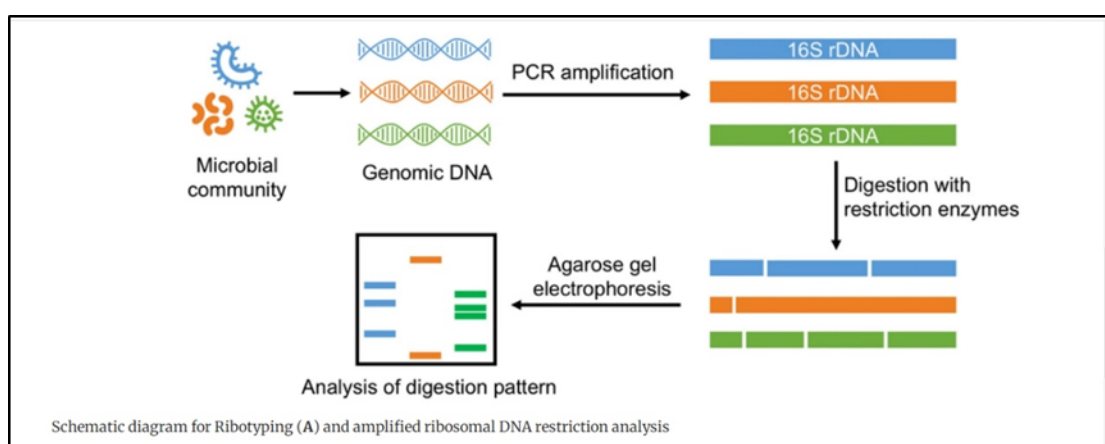 Microbial
community
Genomic DNA
PCR amplification
16S rDNA
16S rDNA
16S rDNA
Digestion with
restriction enzymes
Agarose gel
electrophoresis
Analysis of digestion pattern
Schematic diagram for Ribotyping (A) and amplified ribosomal DNA restriction analysis